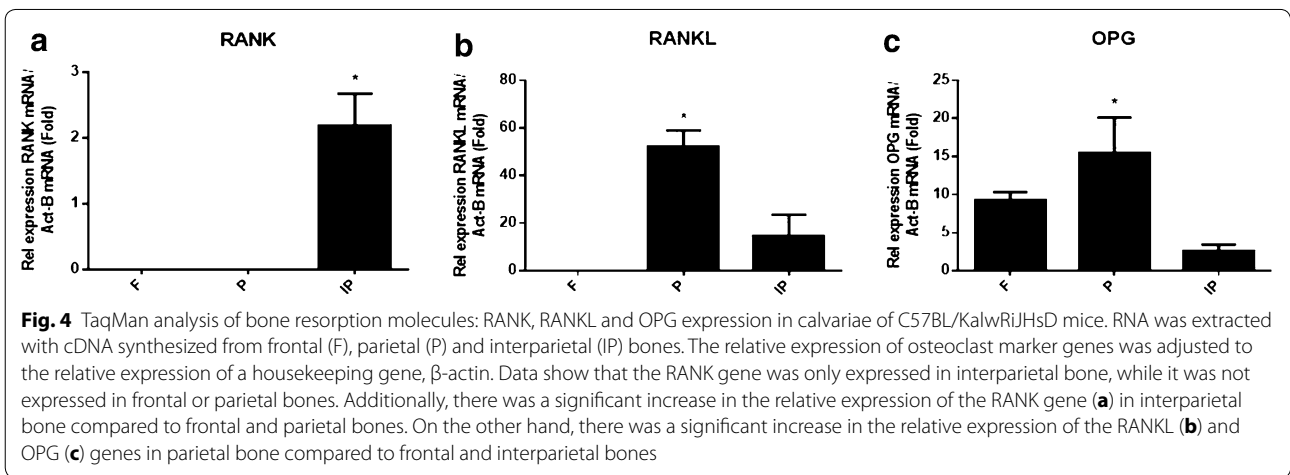 a
RANK
Rel expression RANK mRNA/
Act-B mRNA (Fold)
3
2
1
0
*
F
P
IP
b
RANKL
Rel expression RANKL mRNA/
Act-B mRNA (Fold)
80
60
40
20
0
*
F
P
IP
c
OPG
Rel expression OPG mRNA/
Act-B mRNA (Fold)
25
20
15
10
5
0
*
F
P
IP
Fig. 4 TaqMan analysis of bone resorption molecules: RANK, RANKL and OPG expression in calvariae of C57BL/KalwRiJHsD mice. RNA was extracted
with cDNA synthesized from frontal (F), parietal (P) and interparietal (IP) bones. The relative expression of osteoclast marker genes was adjusted to
the relative expression of a housekeeping gene, β-actin. Data show that the RANK gene was only expressed in interparietal bone, while it was not
expressed in frontal or parietal bones. Additionally, there was a significant increase in the relative expression of the RANK gene (a) in interparietal
bone compared to frontal and parietal bones. On the other hand, there was a significant increase in the relative expression of the RANKL (b) and
OPG (c) genes in parietal bone compared to frontal and interparietal bones